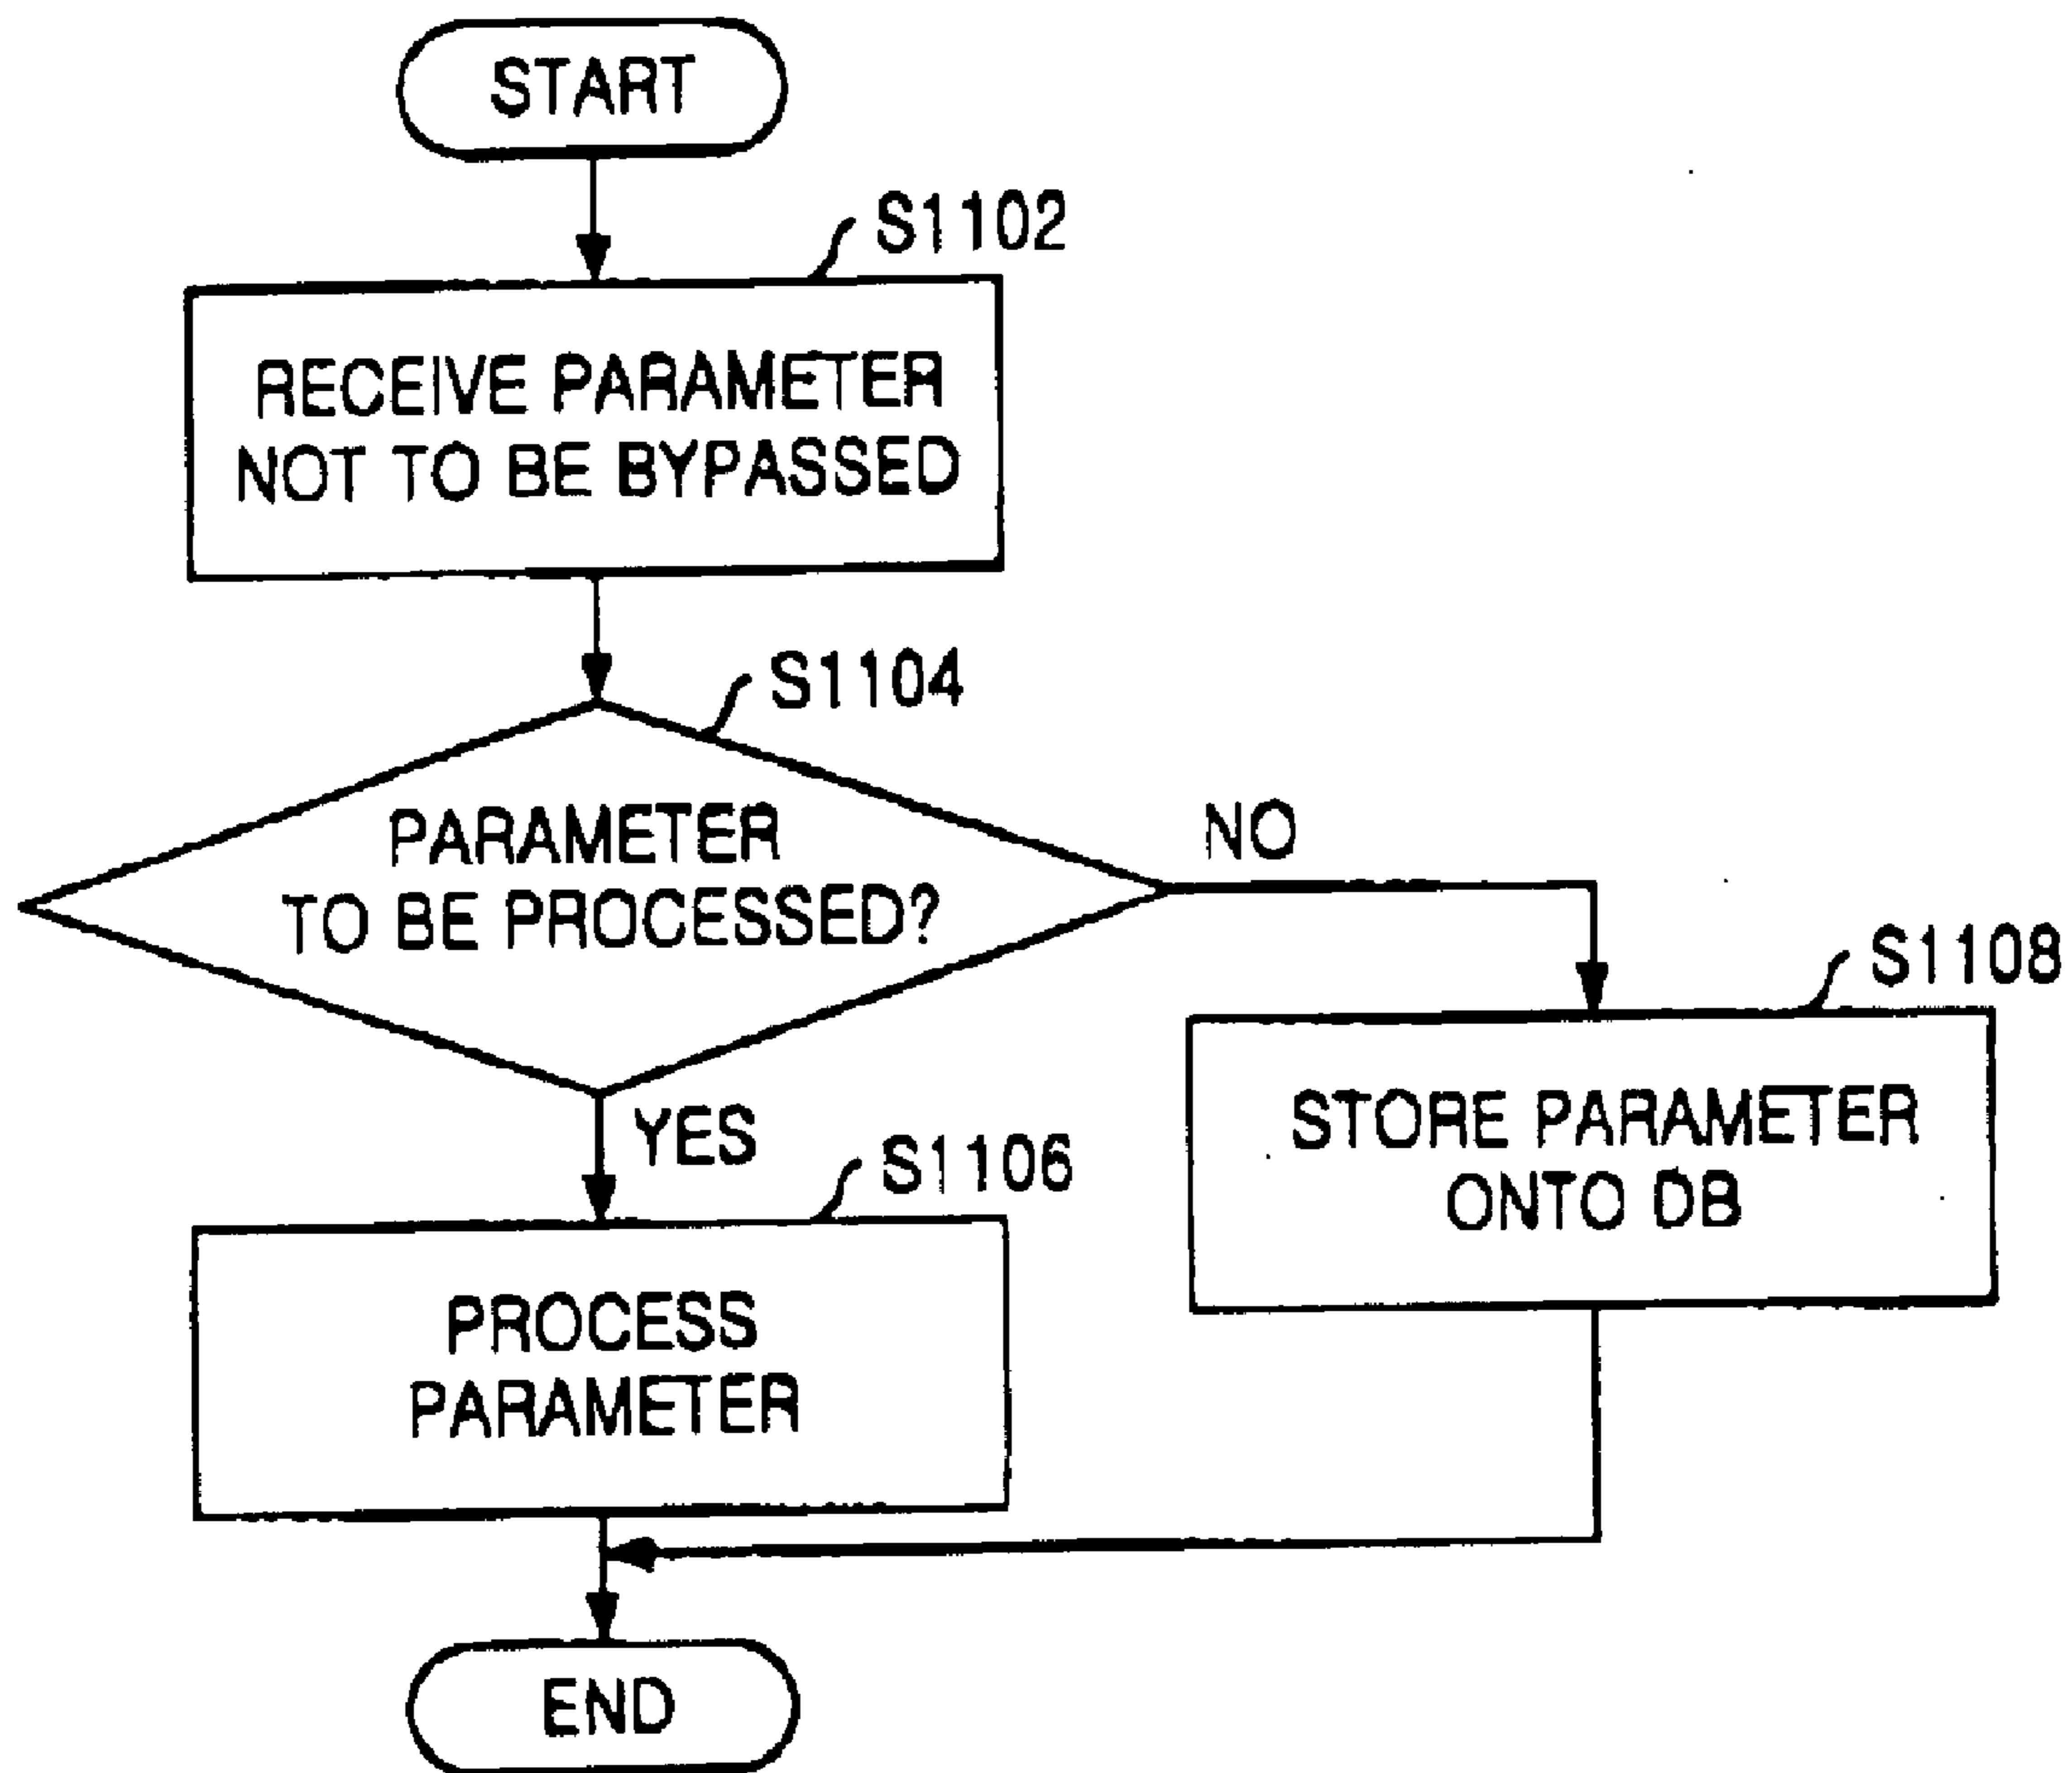 START
S1102
RECEIVE PARAMETER
NOT TO BE BYPASSED
S1104
PARAMETER
TO BE PROCESSED?
NO
YES
S1108
STORE PARAMETER
ONTO DB
S1106
PROCESS
PARAMETER
END